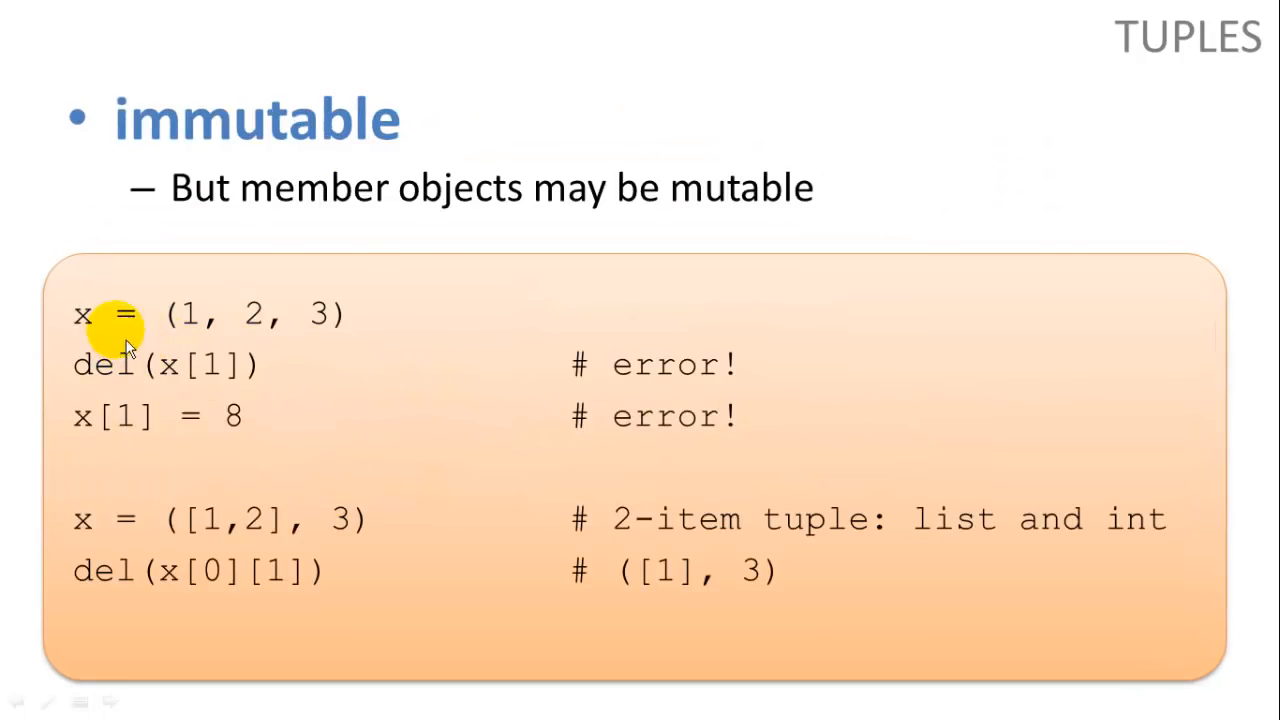 TUPLES
• immutable
– But member objects may be mutable
x = (1, 2, 3)
del(x[1]) # error!
x[1] = 8 # error!
x = ([1,2], 3) # 2-item tuple: list and int
del(x[0][1]) # ([1], 3)